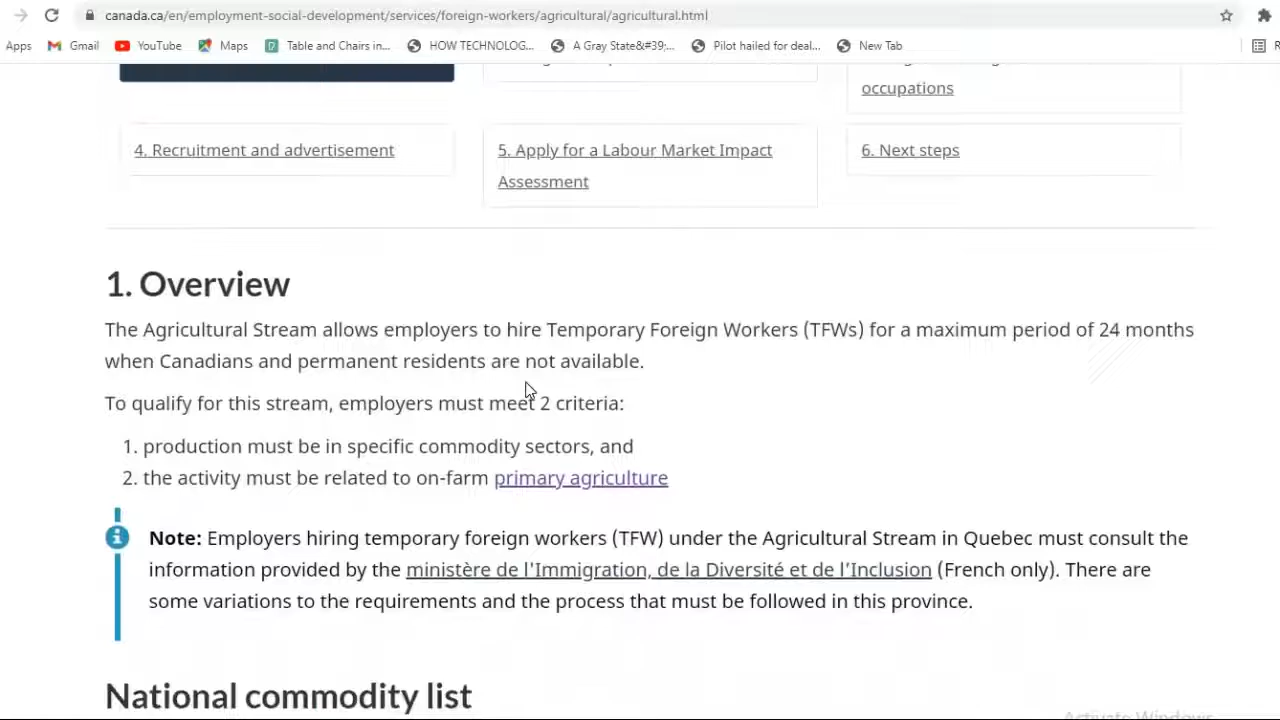 canada.ca/en/employment-social-development/services/foreign-workers/agricultural/agricultural.html
Apps Gmail YouTube Maps Table and Chairs in... HOW TECHNOLOG... A Gray State&#39;... Pilot hailed for deal... New Tab R
occupations
4. Recruitment and advertisement
5. Apply for a Labour Market Impact
Assessment
6. Next steps
1. Overview
The Agricultural Stream allows employers to hire Temporary Foreign Workers (TFWs) for a maximum period of 24 months
when Canadians and permanent residents are not available.
To qualify for this stream, employers must meet 2 criteria:
1. production must be in specific commodity sectors, and
2. the activity must be related to on-farm primary agriculture
Note: Employers hiring temporary foreign workers (TFW) under the Agricultural Stream in Quebec must consult the
information provided by the ministère de l'Immigration, de la Diversité et de l’Inclusion (French only). There are
some variations to the requirements and the process that must be followed in this province.
National commodity list
Activate Windows